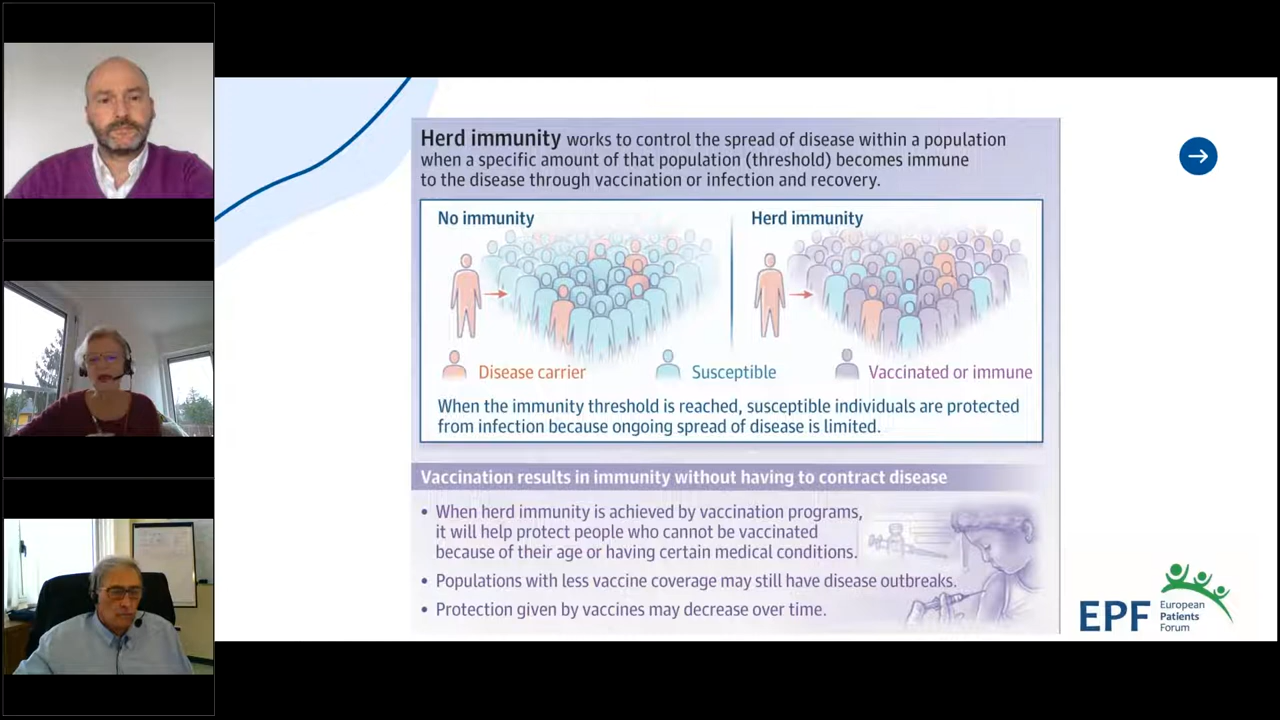 Herd immunity works to control the spread of disease within a population
when a specific amount of that population (threshold) becomes immune
to the disease through vaccination or infection and recovery.
No immunity
Herd immunity
Disease carrier
Susceptible
Vaccinated or immune
When the immunity threshold is reached, susceptible individuals are protected
from infection because ongoing spread of disease is limited.
Vaccination results in immunity without having to contract disease
• When herd immunity is achieved by vaccination programs,
it will help protect people who cannot be vaccinated
because of their age or having certain medical conditions.
• Populations with less vaccine coverage may still have disease outbreaks.
• Protection given by vaccines may decrease over time.
EPF
European
Patients
Forum